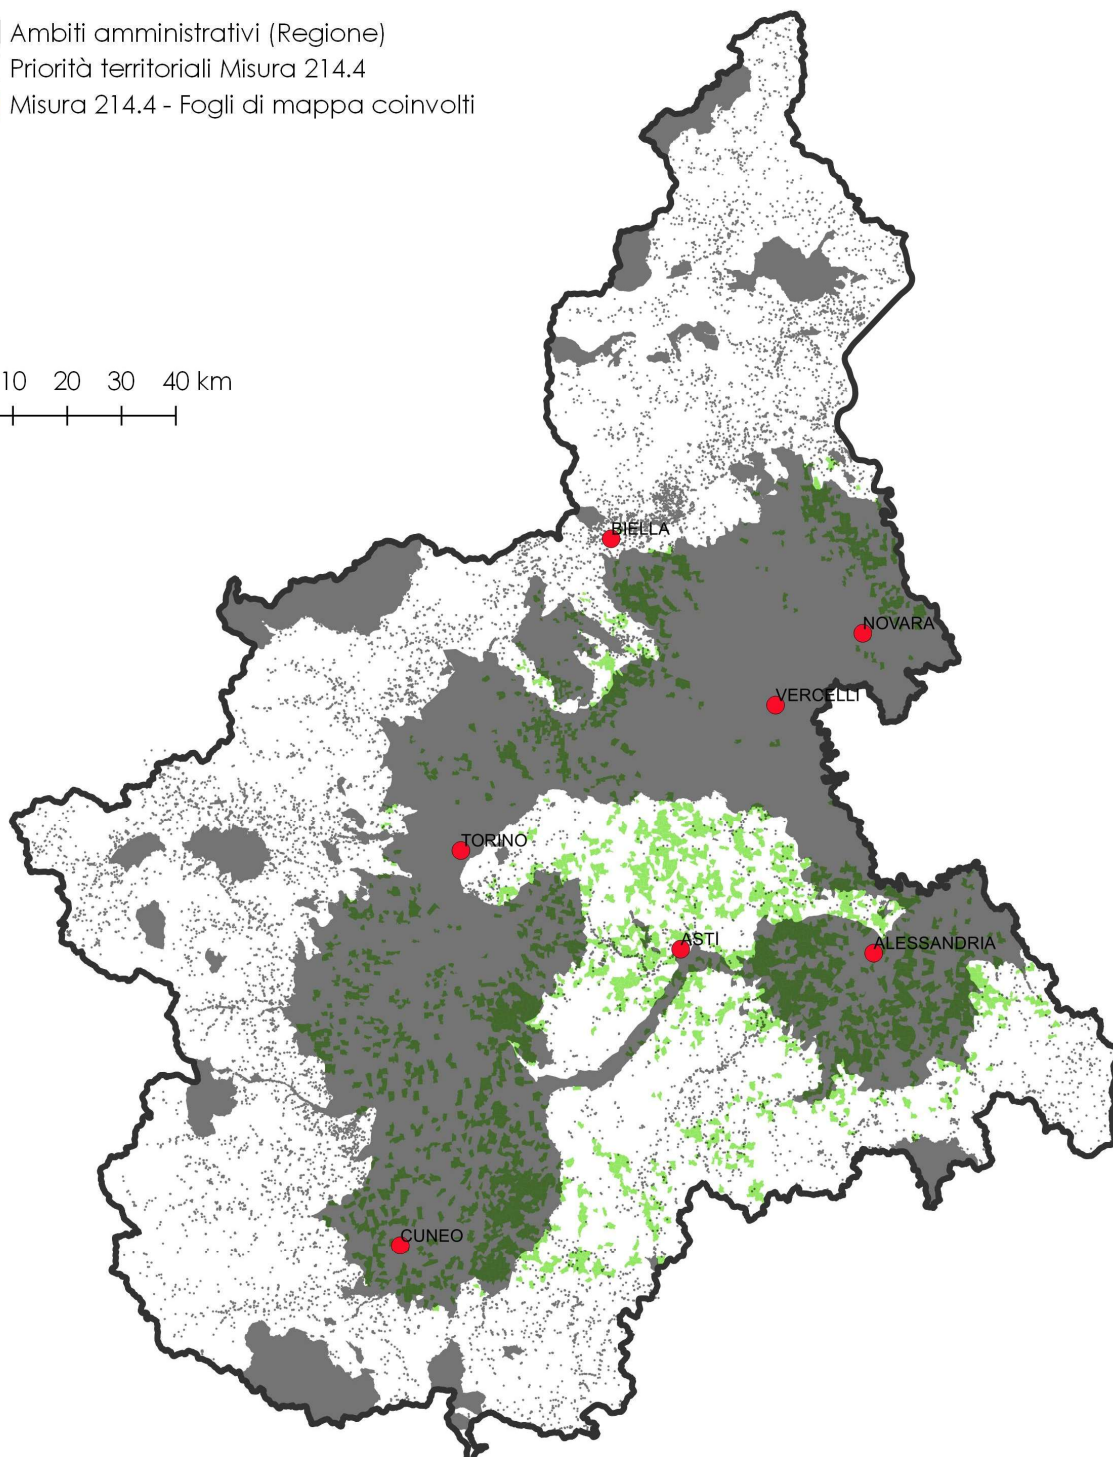 Ambiti amministrativi (Regione)
Priorità territoriali Misura 214.4
Misura 214.4 - Fogli di mappa coinvolti
10 20 30 40 km
BIELLA
NOVARA
VERCELLI
TORINO
ASTI
ALESSANDRIA
CUNEO